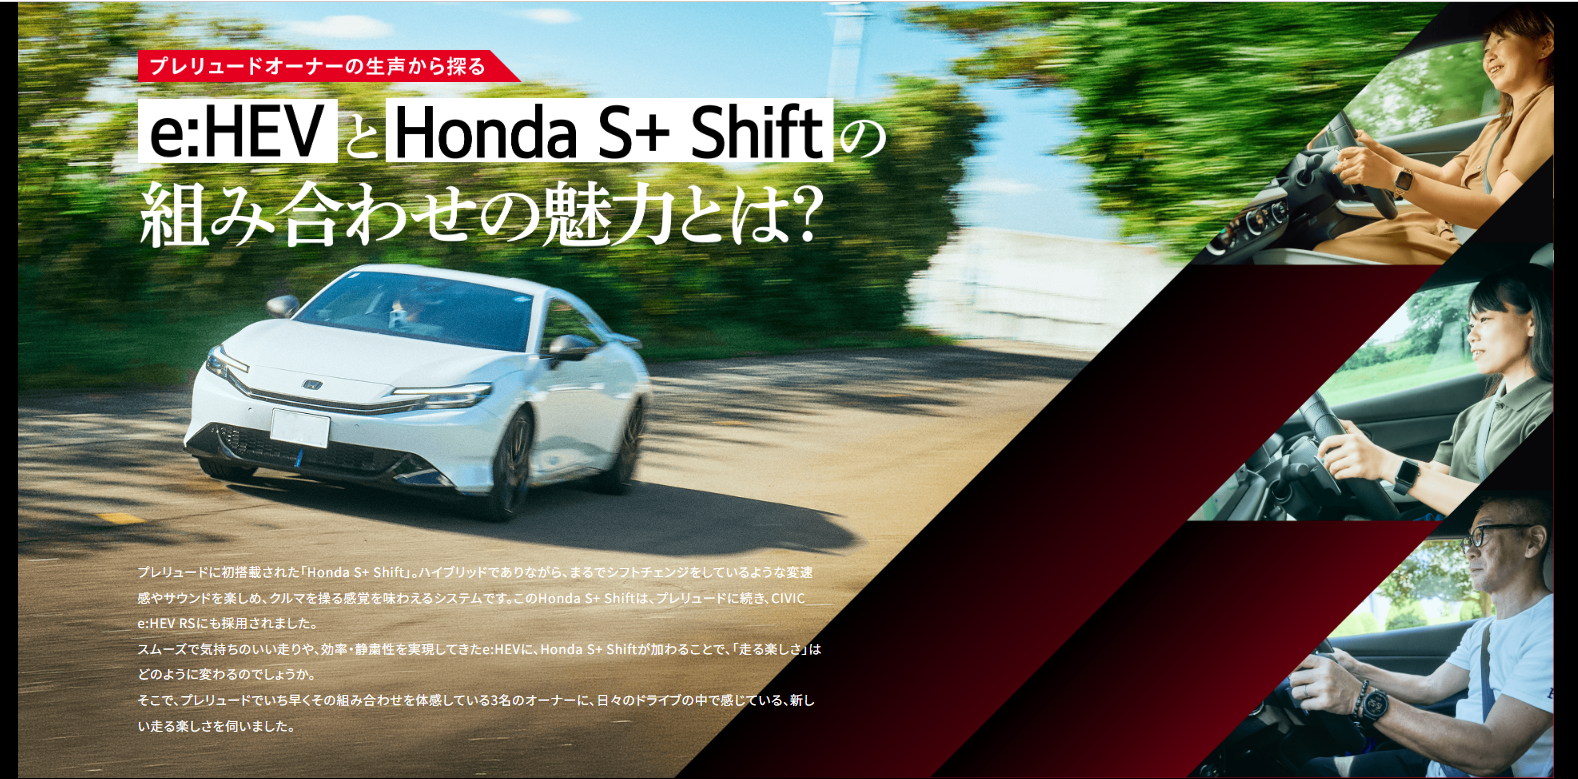 プレリュードオーナーの生声から探る
e:HEVとHonda S+ Shiftの
組み合わせの魅力とは?
プレリュードに初搭載された「Honda S+ Shift」。ハイブリッドでありながら、まるでシフトチェンジをしているような変速
感やサウンドを楽しめ、クルマを操る感覚を味わえるシステムです。このHonda S+ Shiftは、プレリュードに続き、CIVIC
e:HEV RSにも採用されました。
スムーズで気持ちのいい走りや、効率・静粛性を実現してきたe:HEVに、Honda S+ Shiftが加わることで、「走る楽しさ」は
どのように変わるのでしょうか。
そこで、プレリュードでいち早くその組み合わせを体感している3名のオーナーに、日々のドライブの中で感じている、新し
い走る楽しさを伺いました。